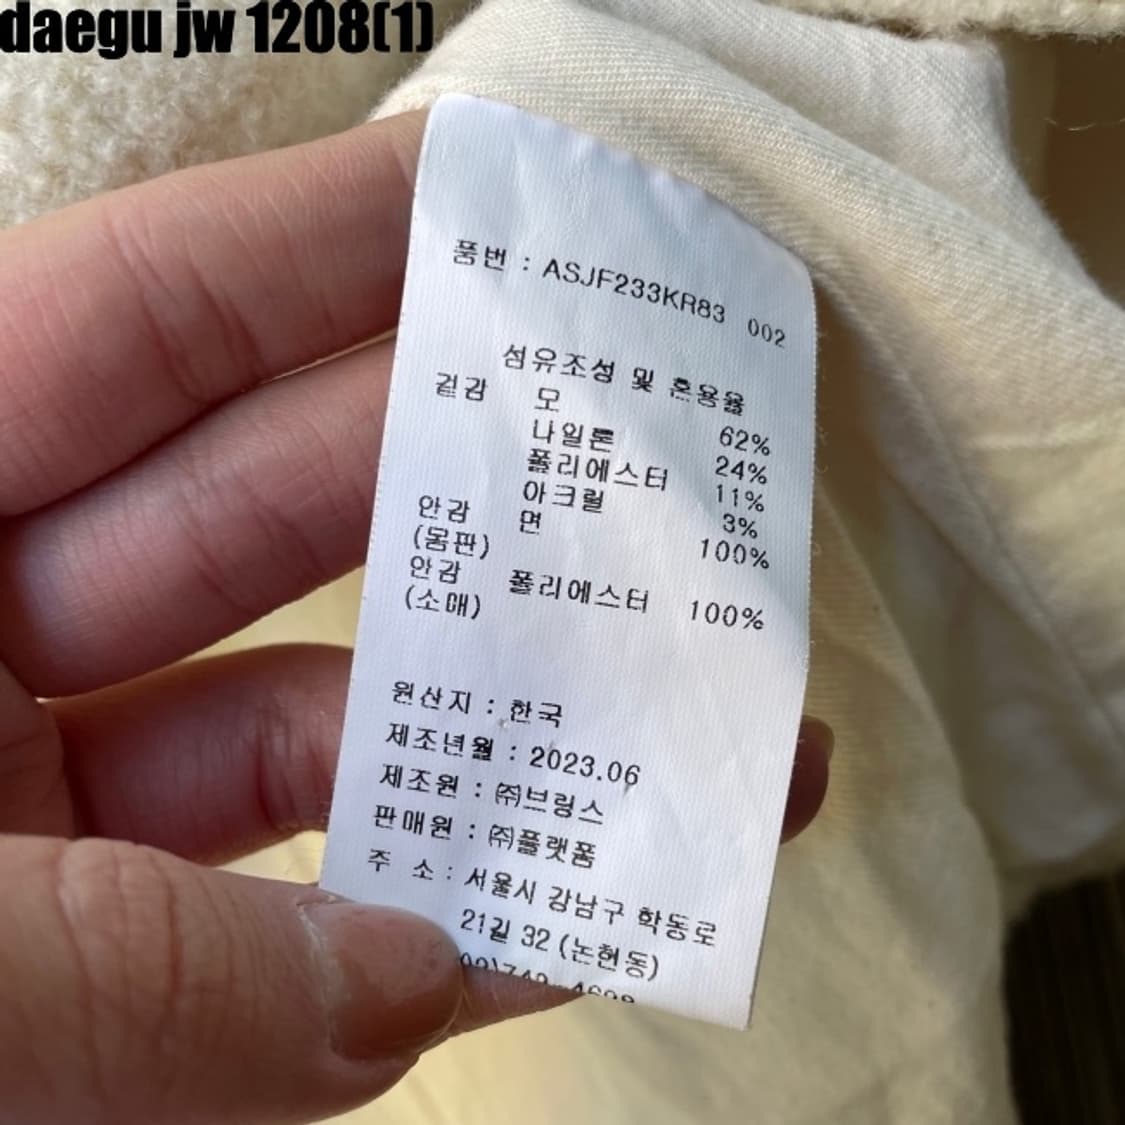 daegu jw 1208(1)
품번 : ASJF233KR83 002
섬유조성 및 혼용율
겉감 모 62%
나일론 24%
폴리에스터 11%
아크릴 3%
안감 면 100%
(몸판)
안감 폴리에스터 100%
(소매)
원산지 : 한국
제조년월 : 2023.06
제조원 : ㈜브링스
판매원 : ㈜플랫폼
주 소 : 서울시 강남구 학동로
21길 32 (논현동)